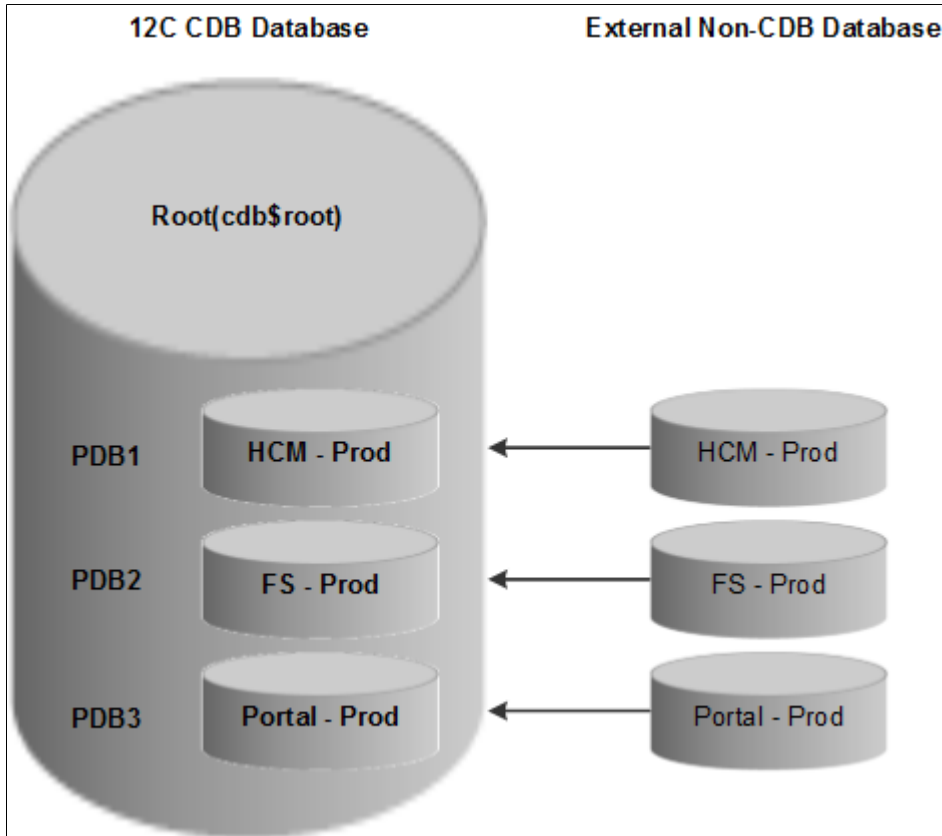 12C CDB Database
External Non-CDB Database
Root(cdb$root)
PDB1
HCM - Prod
HCM - Prod
PDB2
FS - Prod
FS - Prod
PDB3
Portal - Prod
Portal - Prod